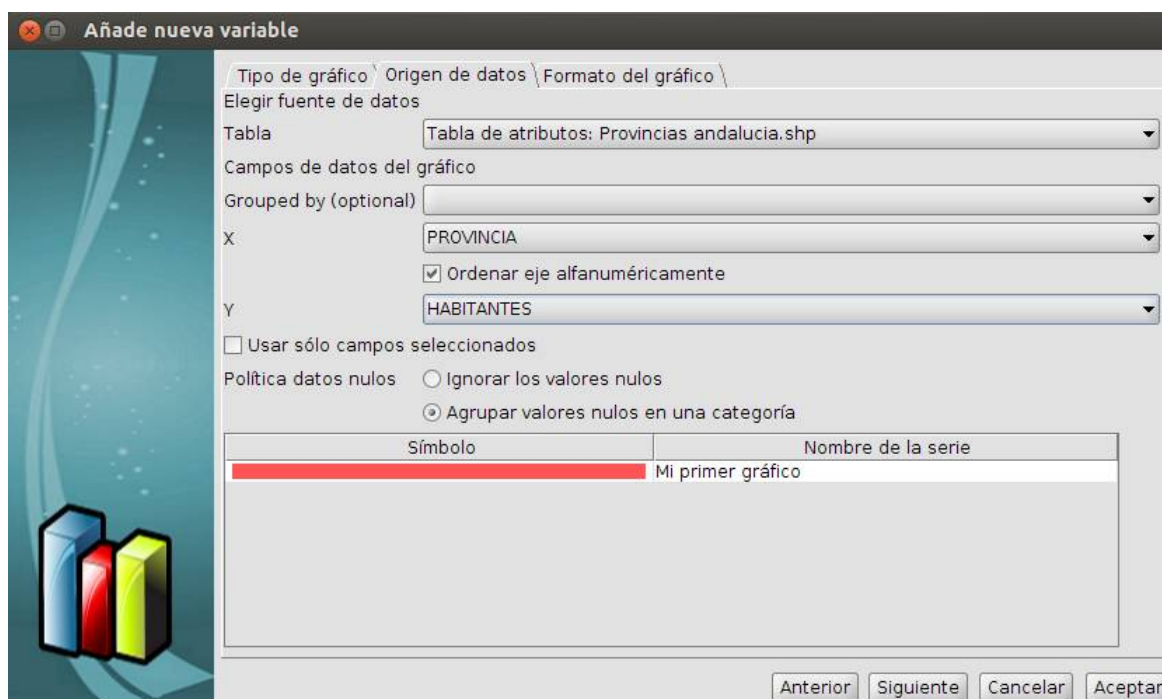 Añade nueva variable
Tipo de gráfico Origen de datos Formato del gráfico
Elegir fuente de datos
Tabla Tabla de atributos: Provincias andalucia.shp
Campos de datos del gráfico
Grouped by (optional)
X PROVINCIA
Ordenar eje alfanuméricamente
Y HABITANTES
Usar sólo campos seleccionados
Política datos nulos Ignorar los valores nulos
Agrupar valores nulos en una categoría
Símbolo Nombre de la serie
Mi primer gráfico
Anterior Siguiente Cancelar Aceptar